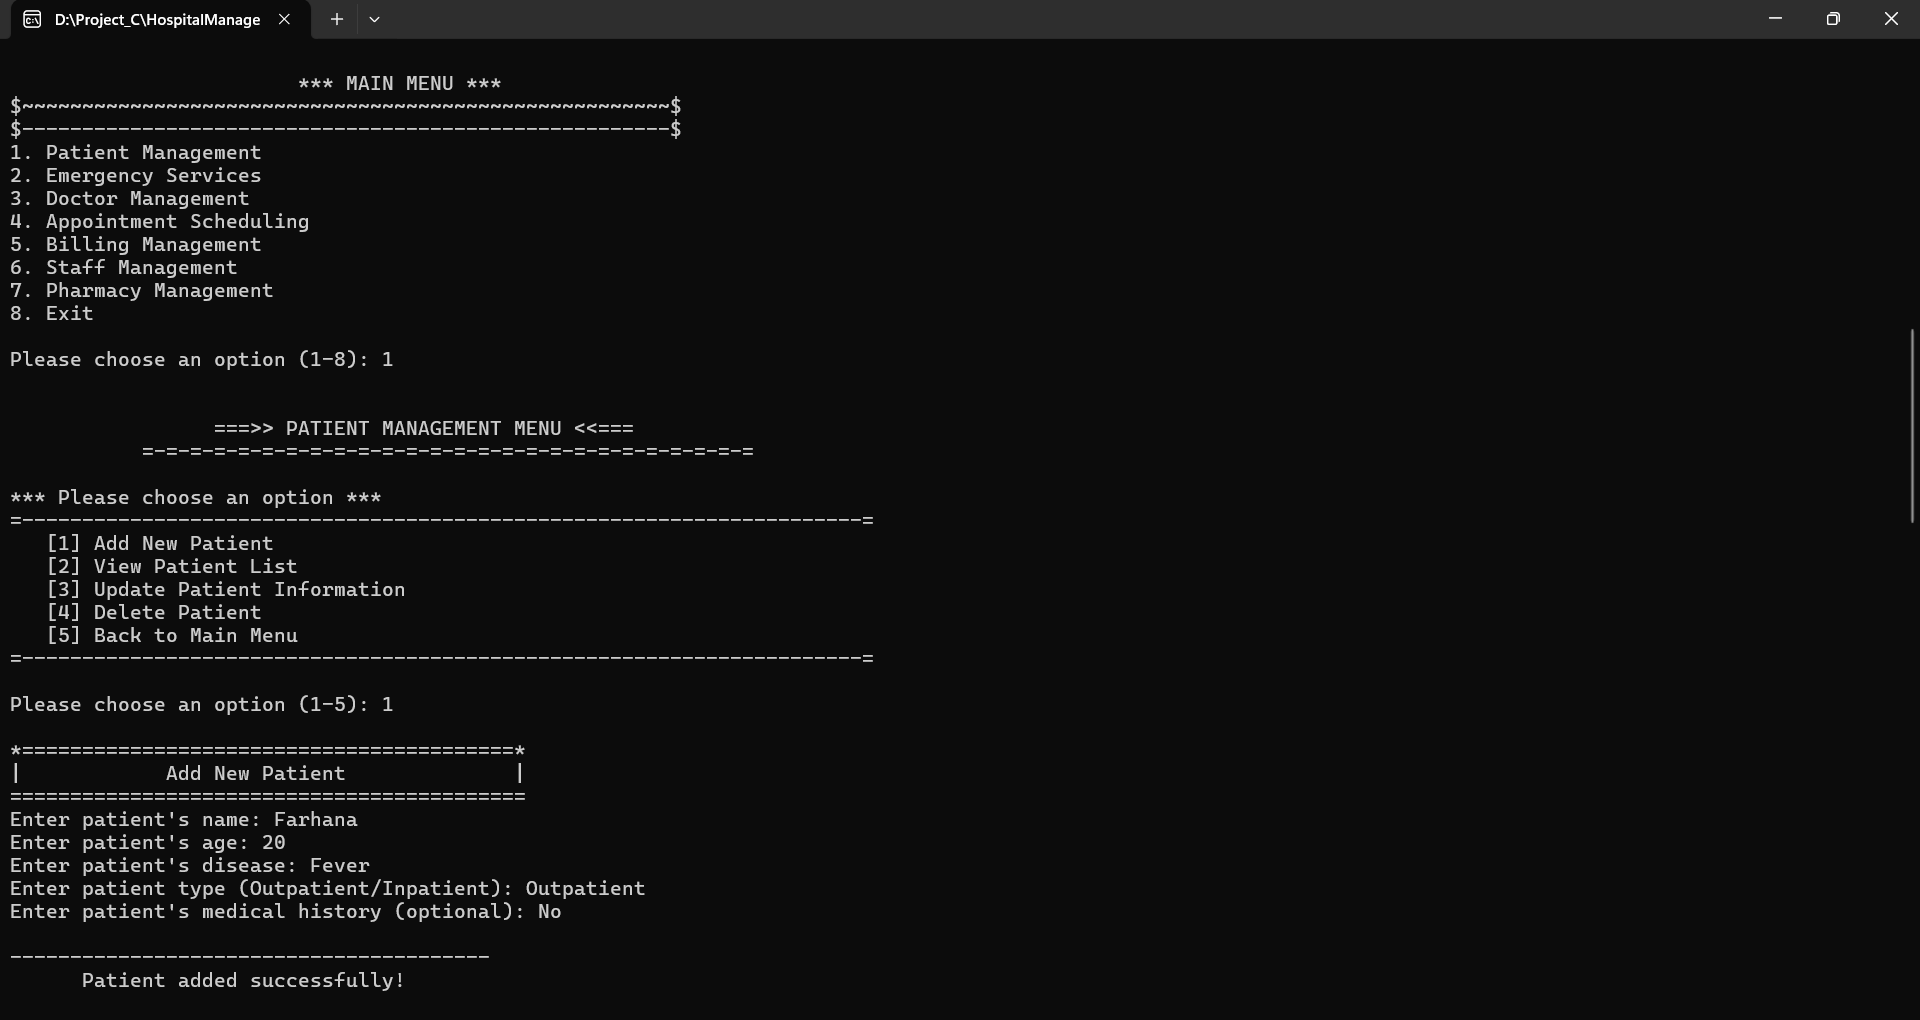 D:\Project_C\HospitalManage
*** MAIN MENU ***
$~~~~~~~~~~~~~~~~~~~~~~~~~~~~~~~~~~~~~~~~~~~~~~~~~~~~~~$
$------------------------------------------------------$
1. Patient Management
2. Emergency Services
3. Doctor Management
4. Appointment Scheduling
5. Billing Management
6. Staff Management
7. Pharmacy Management
8. Exit
Please choose an option (1-8): 1
===>> PATIENT MANAGEMENT MENU <<===
=-=-=-=-=-=-=-=-=-=-=-=-=-=-=-=-=-=-=-=-=-=-=-=-=-=
*** Please choose an option ***
=----------------------------------------------------------------------=
[1] Add New Patient
[2] View Patient List
[3] Update Patient Information
[4] Delete Patient
[5] Back to Main Menu
=----------------------------------------------------------------------=
Please choose an option (1-5): 1
*=========================================*
|            Add New Patient              |
===========================================
Enter patient's name: Farhana
Enter patient's age: 20
Enter patient's disease: Fever
Enter patient type (Outpatient/Inpatient): Outpatient
Enter patient's medical history (optional): No
----------------------------------------
Patient added successfully!